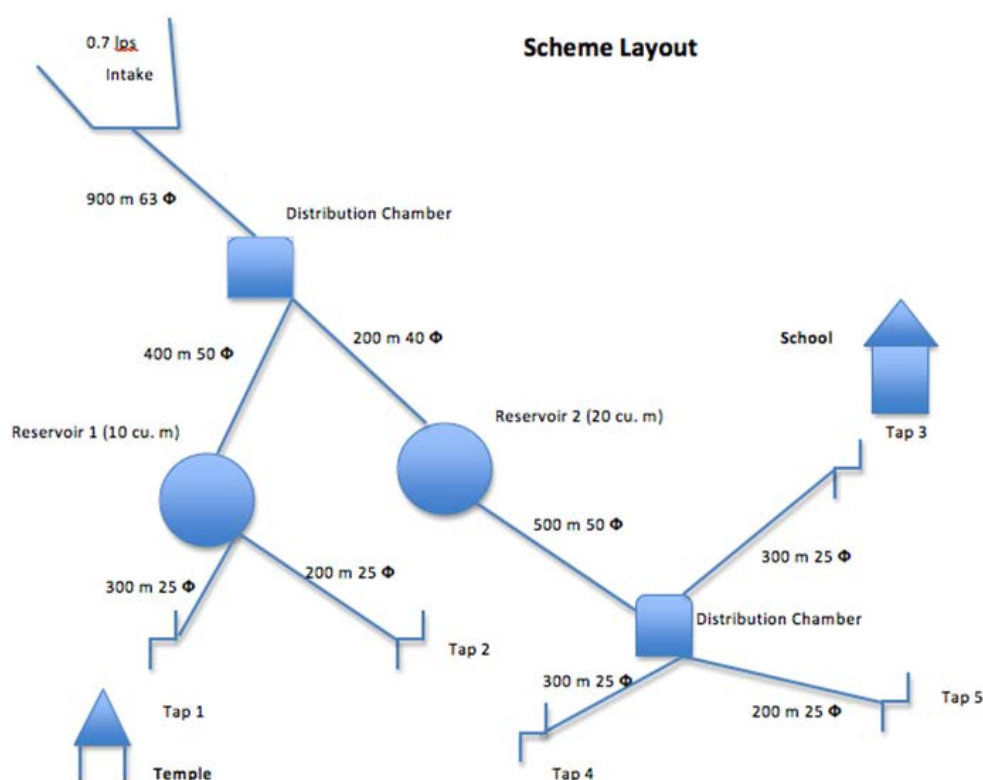 Scheme Layout
0.7 lps
Intake
900 m 63 Φ
Distribution Chamber
400 m 50 Φ
200 m 40 Φ
School
Reservoir 1 (10 cu. m)
Reservoir 2 (20 cu. m)
Tap 3
500 m 50 Φ
300 m 25 Φ
300 m 25 Φ
200 m 25 Φ
Distribution Chamber
Tap 2
300 m 25 Φ
200 m 25 Φ
Tap 5
Tap 1
Temple
Tap 4